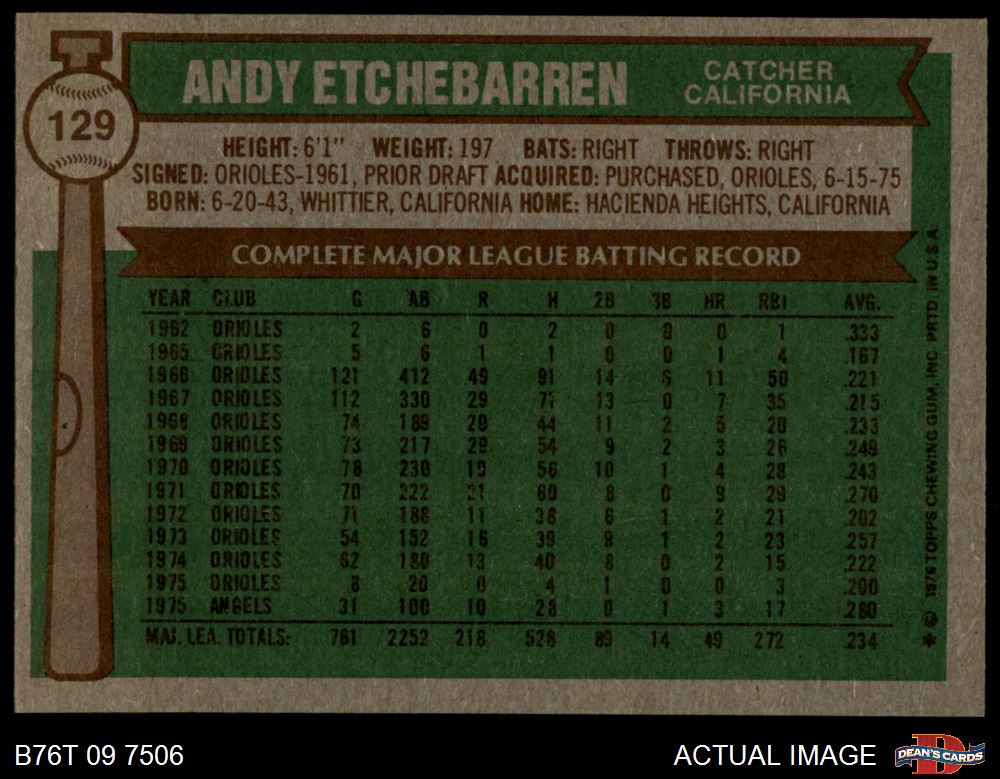 129
ANDY ETCHEBARREN
CATCHER
CALIFORNIA
HEIGHT: 6'1" WEIGHT: 197 BATS: RIGHT THROWS: RIGHT
SIGNED: ORIOLES-1961, PRIOR DRAFT ACQUIRED: PURCHASED, ORIOLES, 6-15-75
BORN: 6-20-43, WHITTIER, CALIFORNIA HOME: HACIENDA HEIGHTS, CALIFORNIA
COMPLETE MAJOR LEAGUE BATTING RECORD
YEAR CLUB G AB R H 2B 3B HR RBI AVG.
1962 ORIOLES 2 6 0 2 0 0 0 1 .333
1965 ORIOLES 5 6 1 1 0 0 1 4 .167
1966 ORIOLES 121 412 49 91 14 6 11 50 .221
1967 ORIOLES 112 330 29 71 13 0 7 35 .215
1968 ORIOLES 74 189 20 44 11 2 5 20 .233
1969 ORIOLES 73 217 29 54 9 2 3 26 .249
1970 ORIOLES 78 230 19 56 10 1 4 28 .243
1971 ORIOLES 70 222 21 60 8 0 9 29 .270
1972 ORIOLES 71 188 11 38 6 1 2 21 .202
1973 ORIOLES 54 152 16 39 9 1 2 23 .257
1974 ORIOLES 62 180 13 40 8 0 2 15 .222
1975 ORIOLES 8 20 0 4 1 0 0 3 .200
1975 ANGELS 31 100 10 28 0 1 3 17 .280
MAJ. LEA. TOTALS: 761 2252 218 528 89 14 49 272 .234
* © 1976 TOPPS CHEWING GUM, INC. PRTD. IN U.S.A.
B76T 09 7506
ACTUAL IMAGE
DEAN'S CARDS